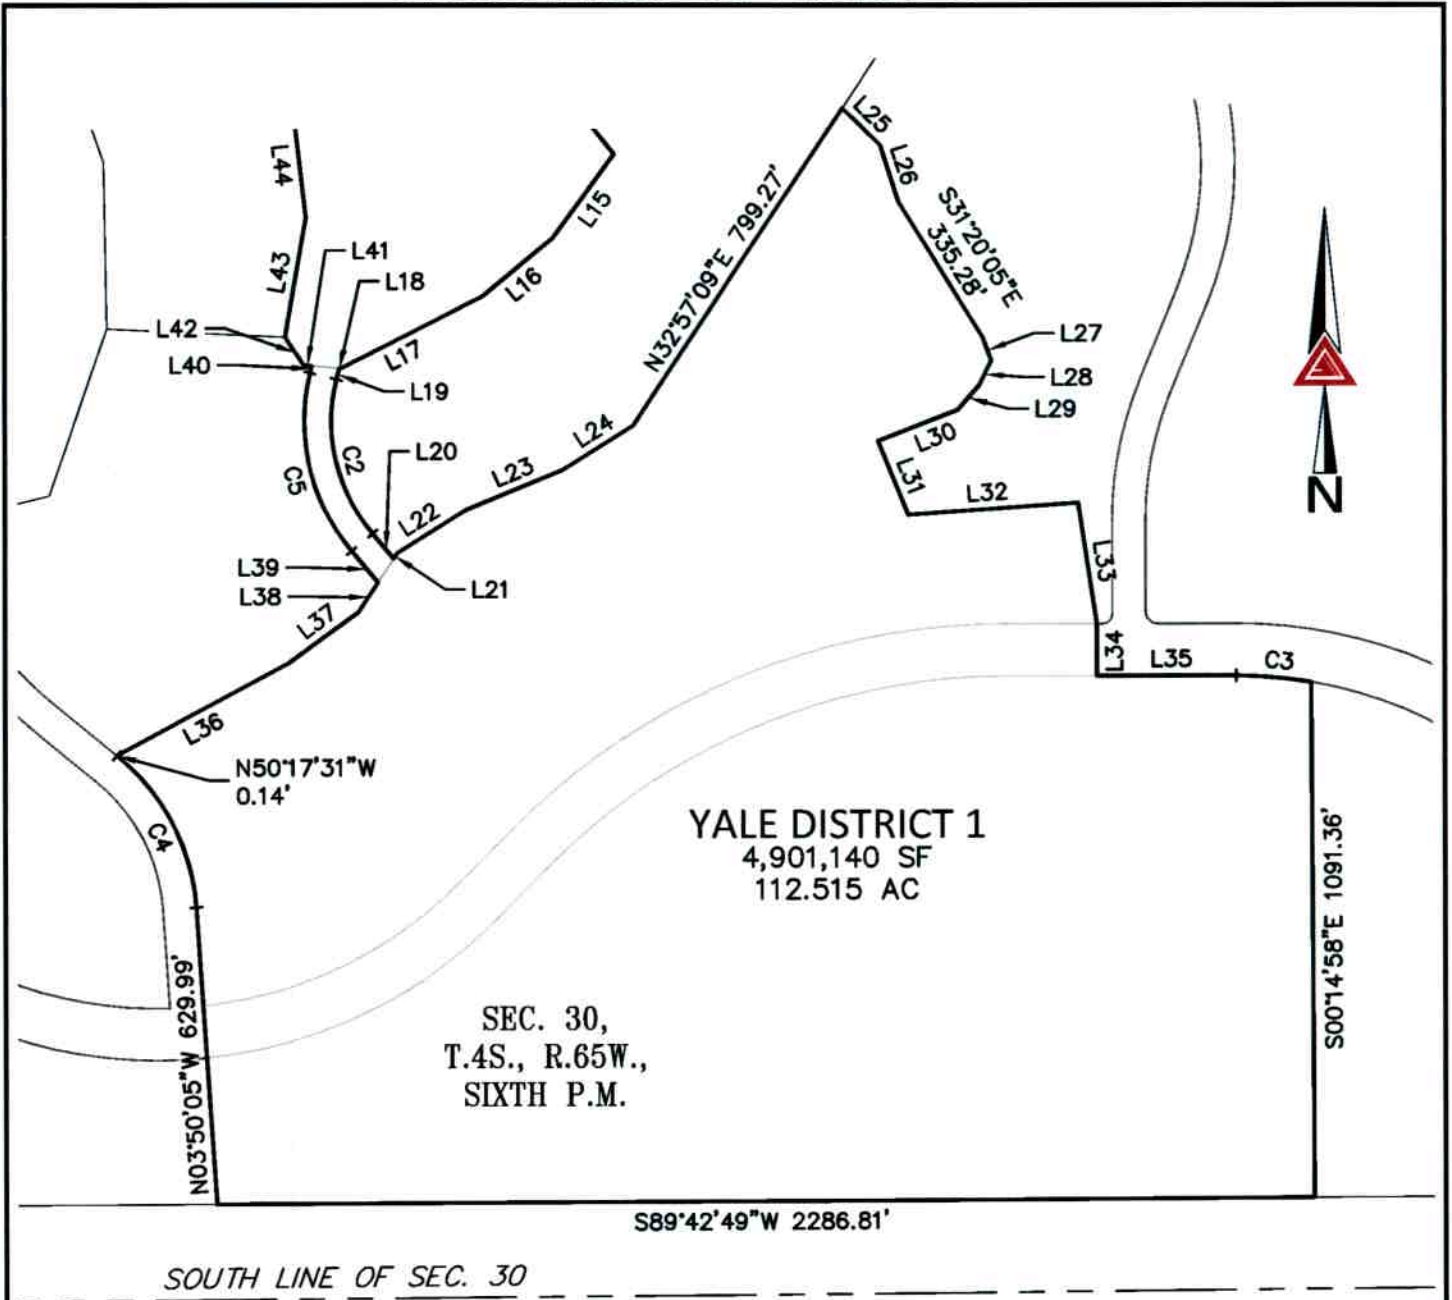 L25
L44
L26
L15
N32°57'09"E 799.27'
S31°20'05"E
335.28'
L41
L18
L43
L16
L42
L17
L40
L19
L27
L28
L29
C5
C2
L20
L24
L30
L23
L31
L32
L22
L33
L39
L38
L21
L37
L34
L35
C3
L36
N50°17'31"W
0.14'
C4
N
YALE DISTRICT 1
4,901,140 SF
112.515 AC
S00°14'58"E 1091.36'
N03°50'05"W 629.99'
SEC. 30,
T.4S., R.65W.,
SIXTH P.M.
S89°42'49"W 2286.81'
SOUTH LINE OF SEC. 30